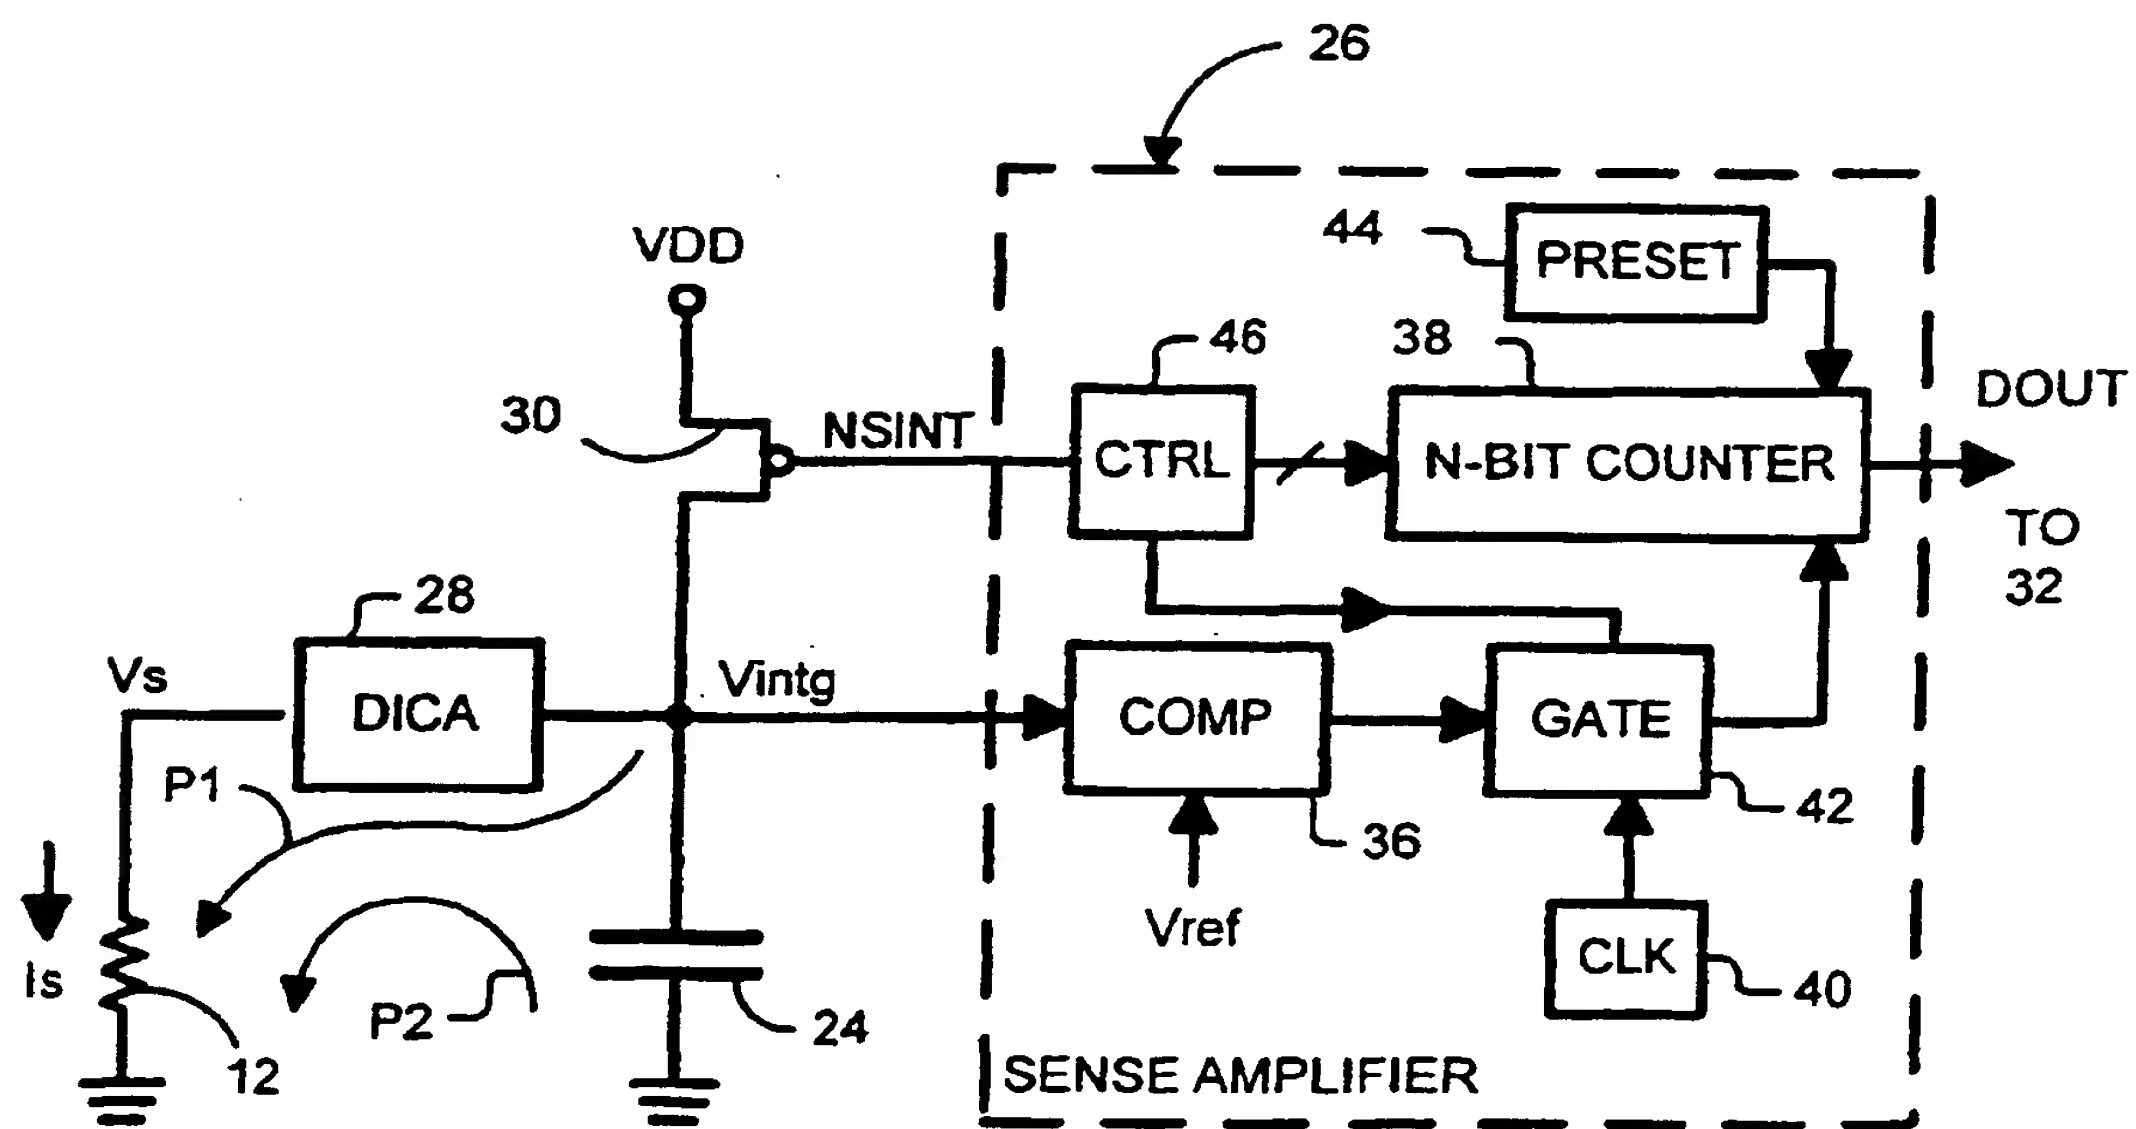 26
44
PRESET
VDD
46
38
DOUT
30
NSINT
CTRL
N-BIT COUNTER
TO
32
28
Vs
DICA
Vintg
COMP
GATE
P1
42
36
Vref
Is
CLK
40
P2
24
12
SENSE AMPLIFIER